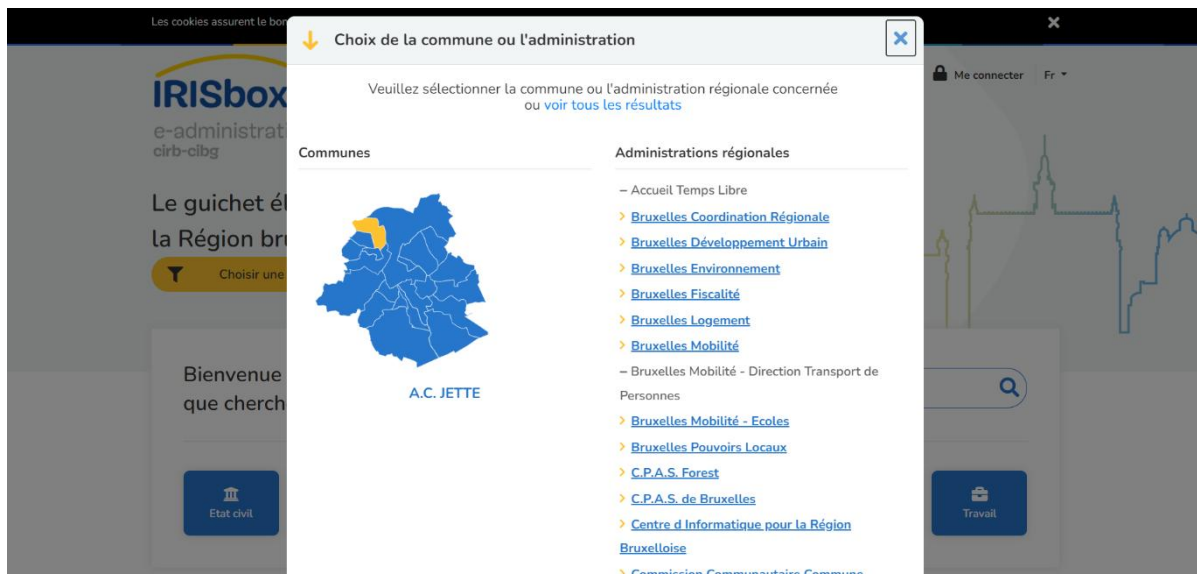 Les cookies assurent le bon
Choix de la commune ou l'administration
IRISbox
e-administrat
cirb-cibg
Me connecter Fr
Veuillez sélectionner la commune ou l'administration régionale concernée
ou voir tous les résultats
Le guichet él
la Région bru
Choisir une
Communes
A.C. JETTE
Administrations régionales
– Accueil Temps Libre
Bruxelles Coordination Régionale
Bruxelles Développement Urbain
Bruxelles Environnement
Bruxelles Fiscalité
Bruxelles Logement
Bruxelles Mobilité
– Bruxelles Mobilité - Direction Transport de
Personnes
Bruxelles Mobilité - Ecoles
Bruxelles Pouvoirs Locaux
C.P.A.S. Forest
C.P.A.S. de Bruxelles
Centre d Informatique pour la Région
Bruxelloise
Commission Communautaire Commune
Bienvenue
que cherch
Etat civil
Travail